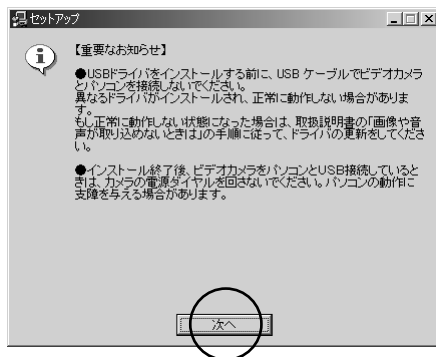 セットアップ
【重要なお知らせ】
●USBドライバをインストールする前に、USB ケーブルでビデオカメラ
とパソコンを接続しないでください。
異なるドライバがインストールされ、正常に動作しない場合がありま
す。
もし正常に動作しない状態になった場合は、取扱説明書の「画像や音
声が取り込めないときは」の手順に従って、ドライバの更新をしてくださ
い。
●インストール終了後、ビデオカメラをパソコンとUSB接続していると
きは、カメラの電源ダイヤルを回さないでください。パソコンの動作に
支障を与える場合があります。
次へ